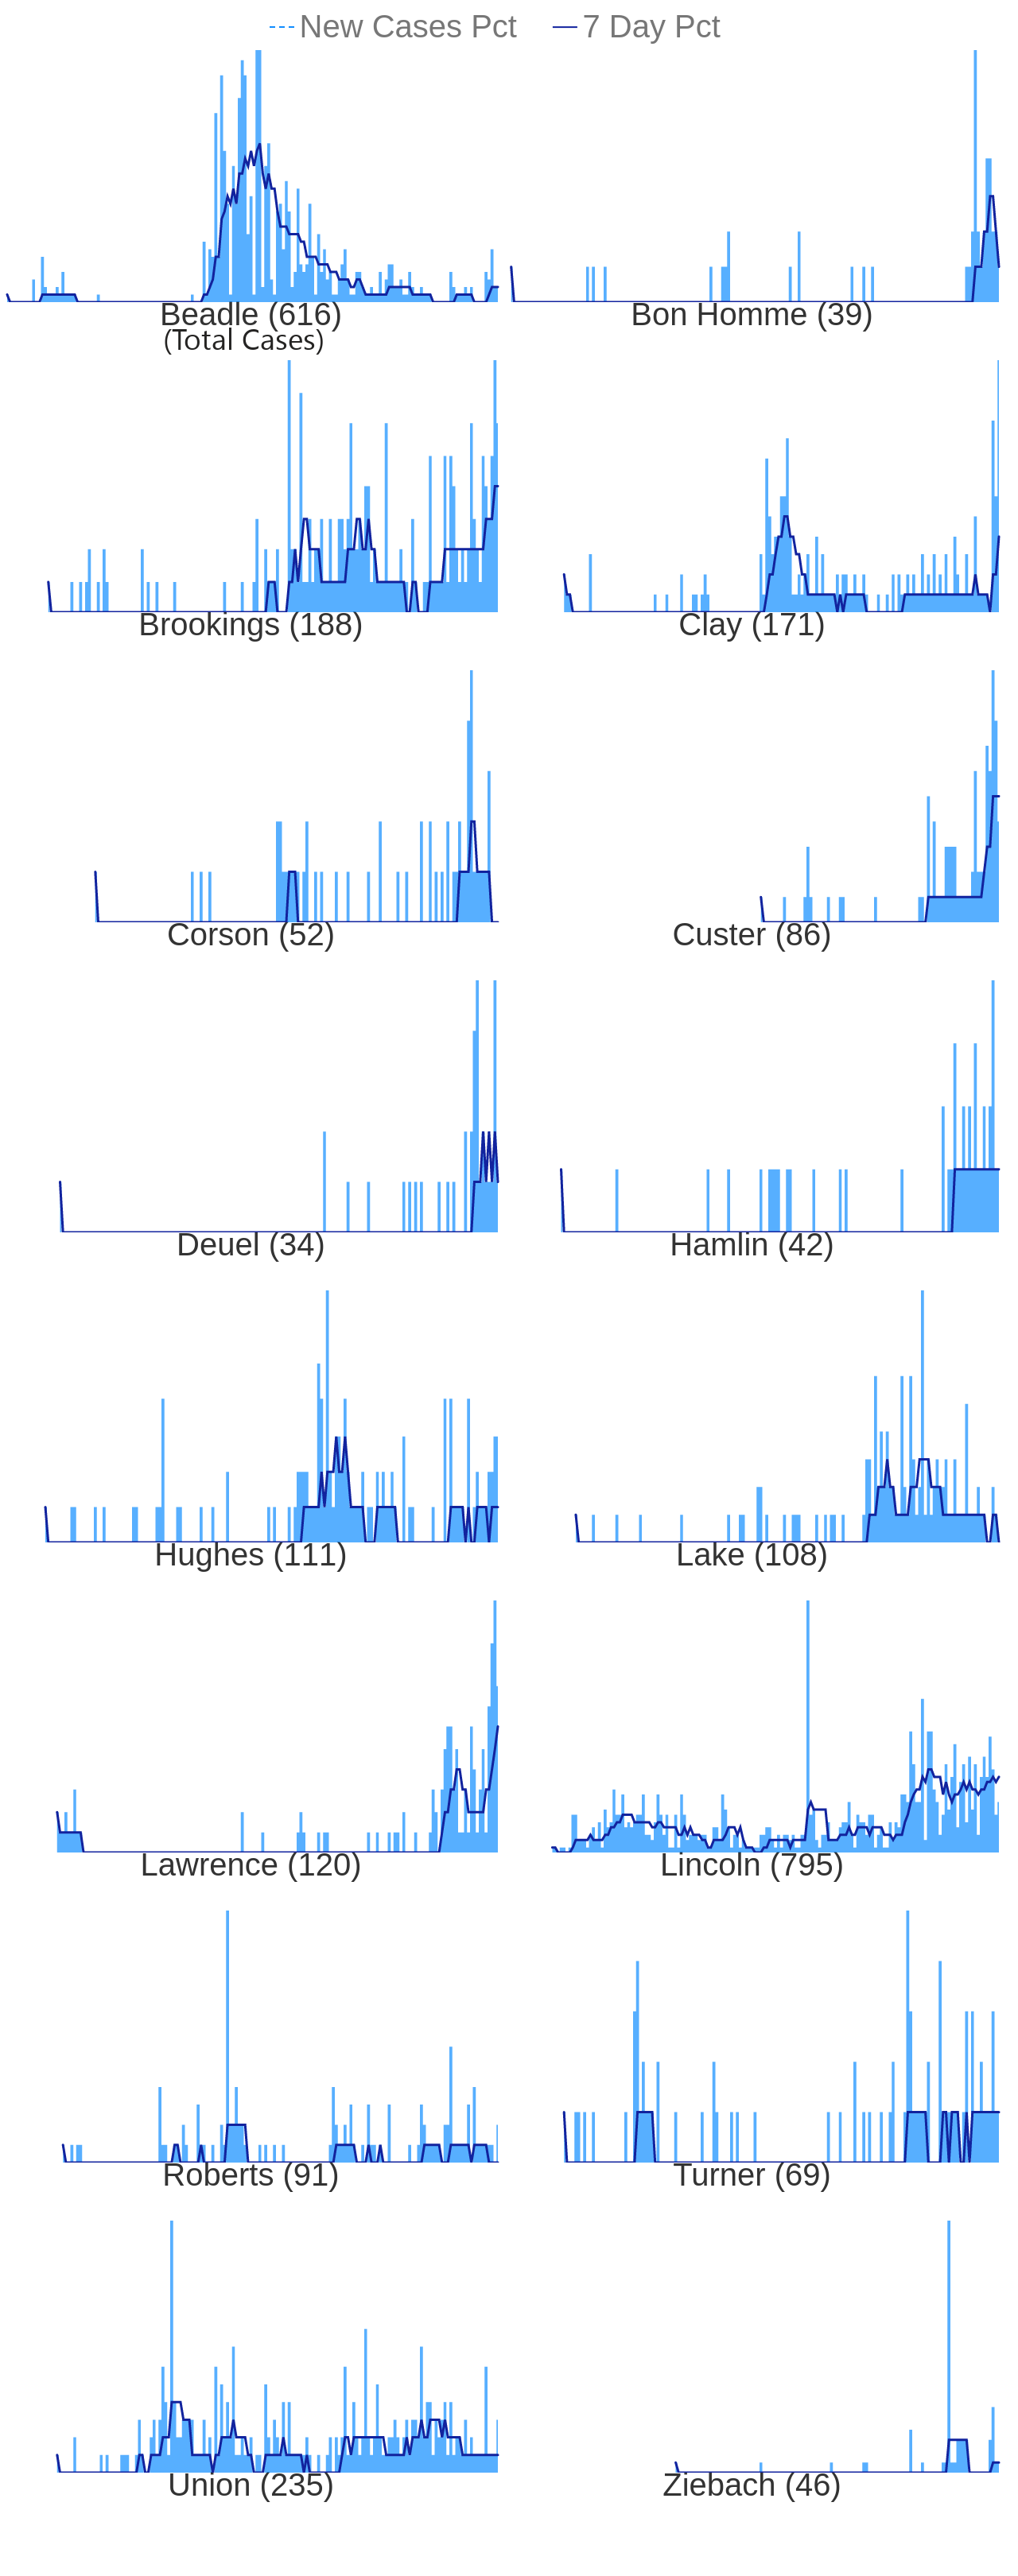 New Cases Pct 7 Day Pct
Beadle (616) Bon Homme (39)
(Total Cases)
Brookings (188) Clay (171)
Corson (52) Custer (86)
Deuel (34) Hamlin (42)
Hughes (111) Lake (108)
Lawrence (120) Lincoln (795)
Roberts (91) Turner (69)
Union (235) Ziebach (46)